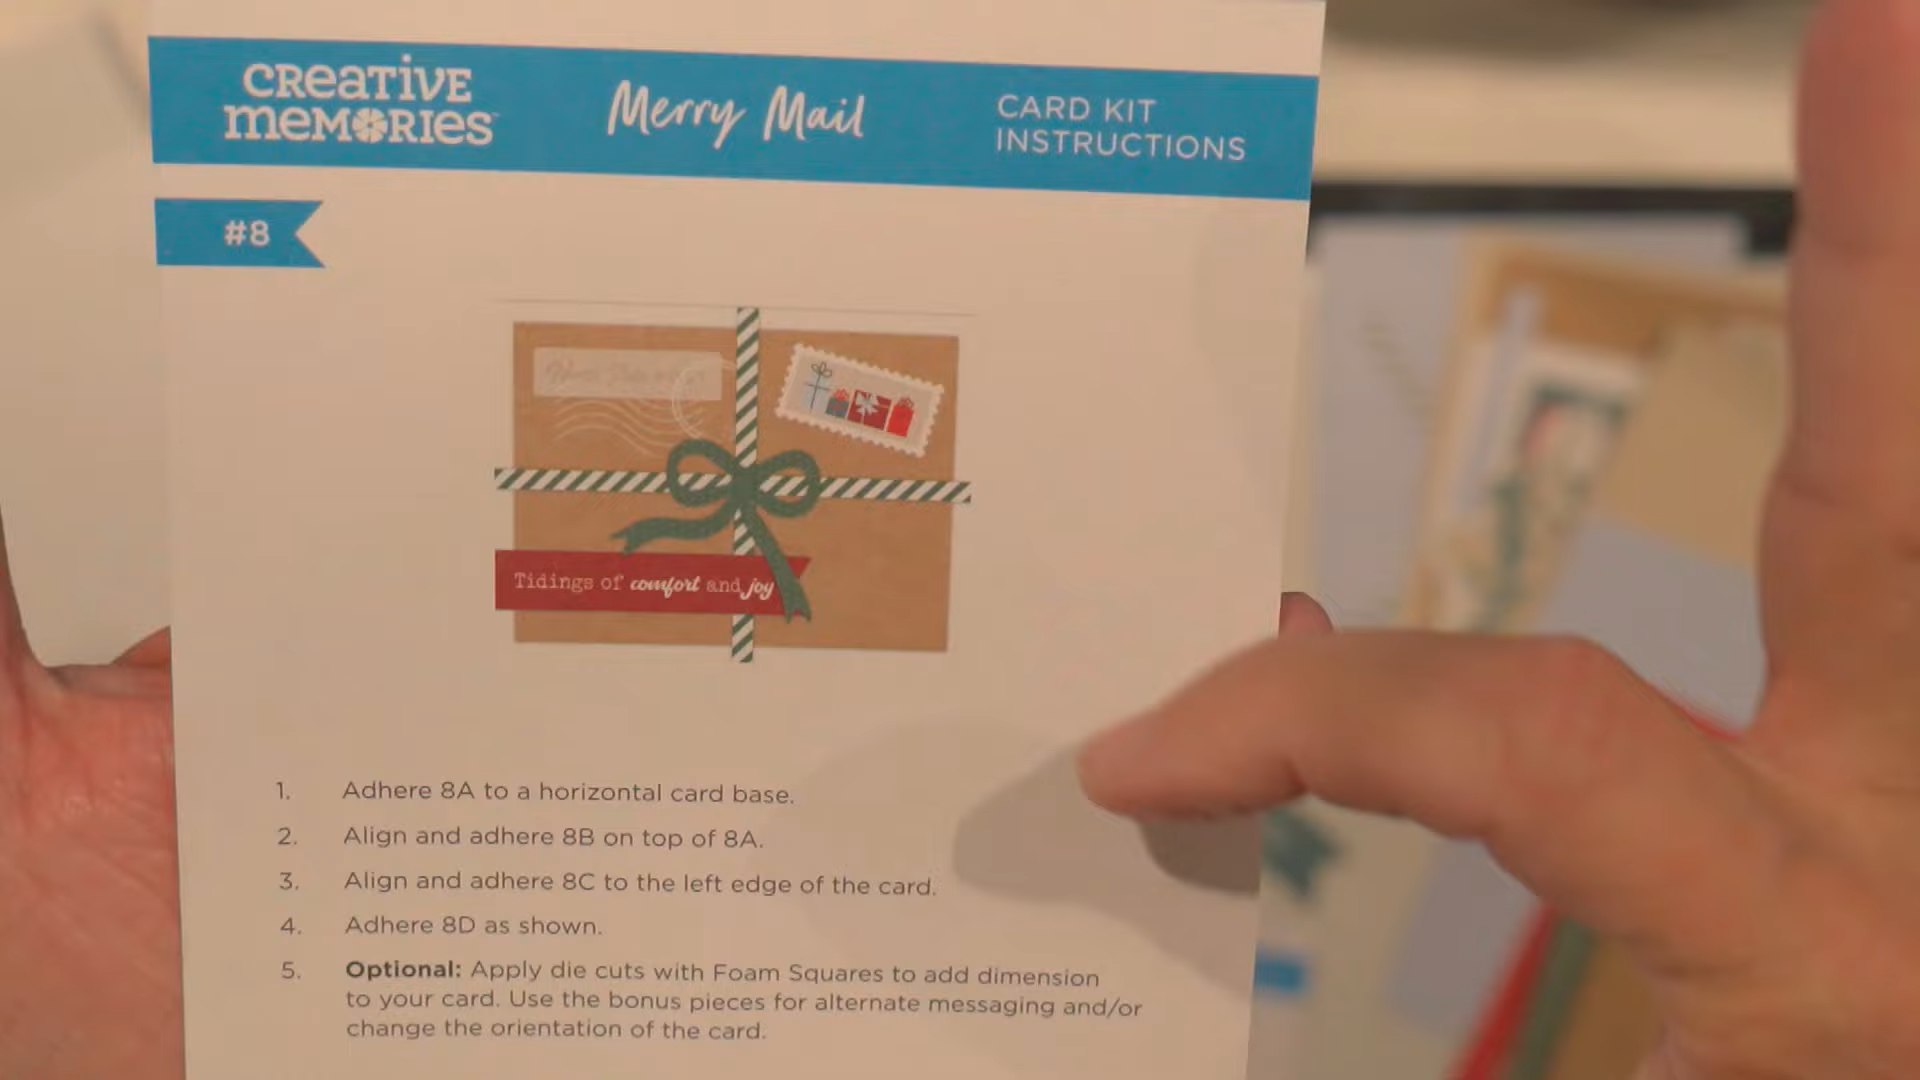 CREATIVE
MEMORIES
Merry Mail
CARD KIT
INSTRUCTIONS
#8
Tidings of comfort and joy
1. Adhere 8A to a horizontal card base.
2. Align and adhere 8B on top of 8A.
3. Align and adhere 8C to the left edge of the card.
4. Adhere 8D as shown.
5. Optional: Apply die cuts with Foam Squares to add dimension
to your card. Use the bonus pieces for alternate messaging and/or
change the orientation of the card.